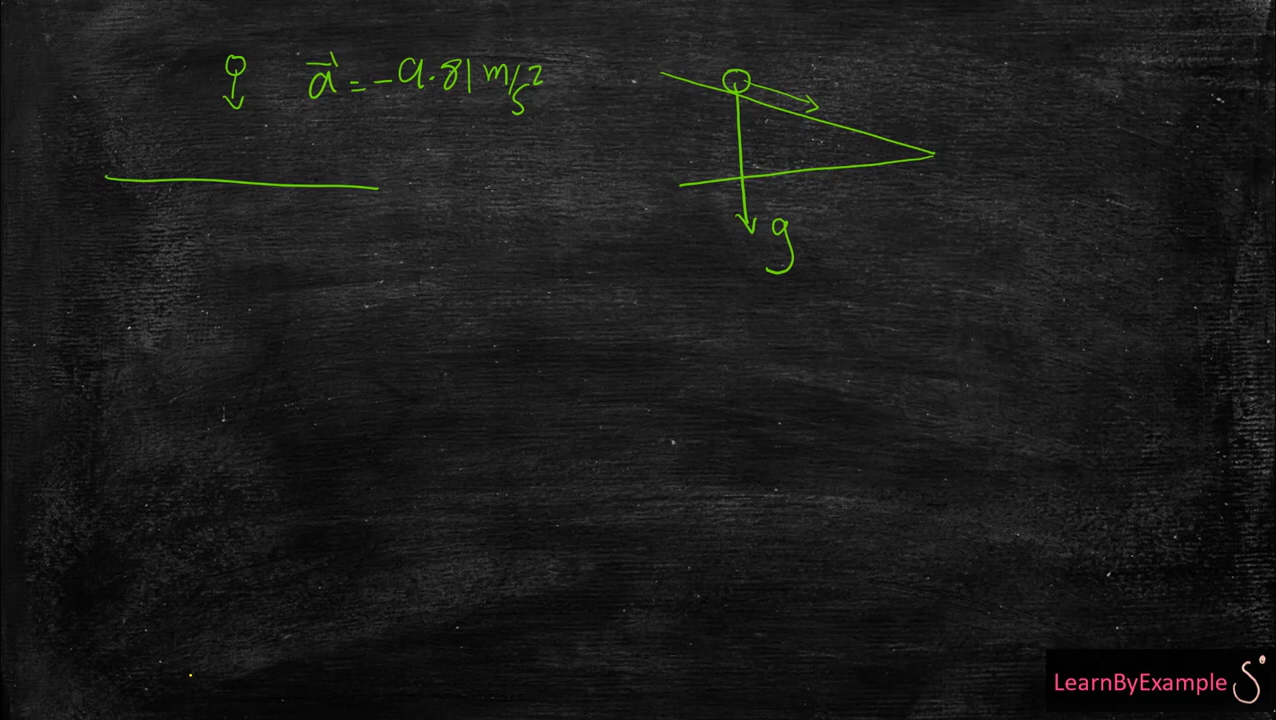 a⃗ = -9.81 m/s²
g
LearnByExample S